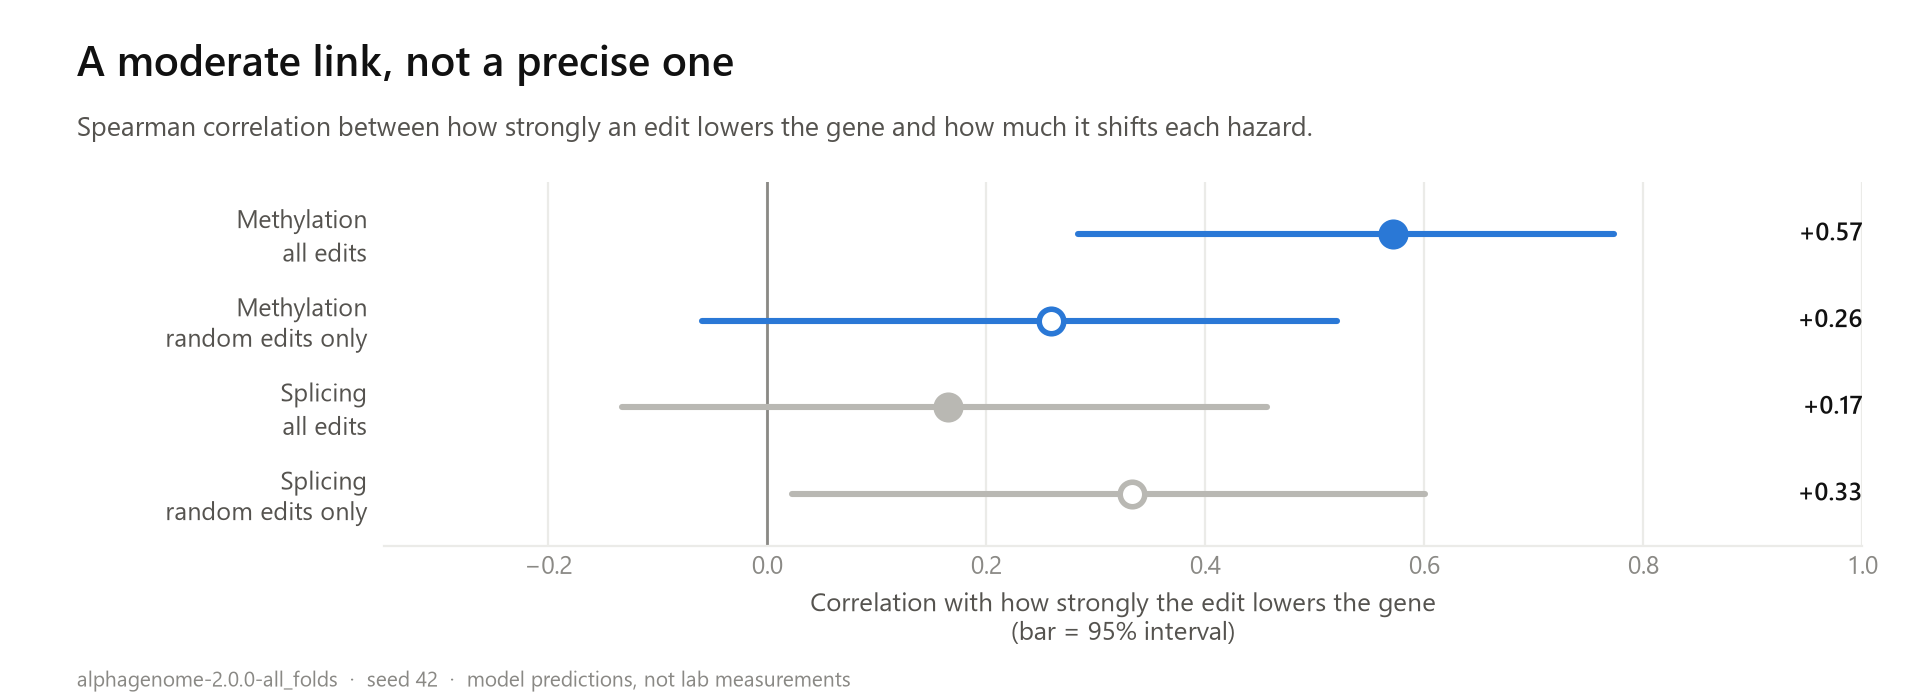 A moderate link, not a precise one
Spearman correlation between how strongly an edit lowers the gene and how much it shifts each hazard.
Methylation
all edits
+0.57
Methylation
random edits only
+0.26
Splicing
all edits
+0.17
Splicing
random edits only
+0.33
−0.2 0.0 0.2 0.4 0.6 0.8 1.0
Correlation with how strongly the edit lowers the gene
(bar = 95% interval)
alphagenome-2.0.0-all_folds · seed 42 · model predictions, not lab measurements